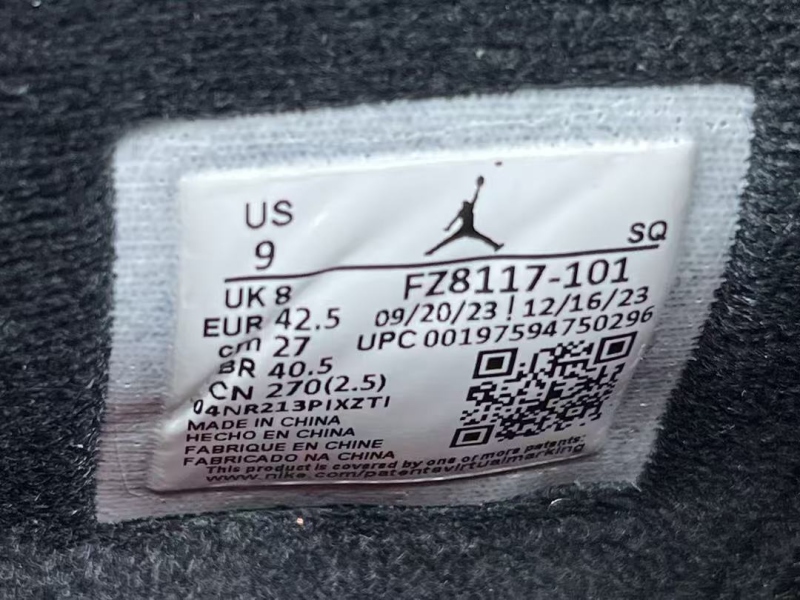 US
9
SQ
UK 8
FZ8117-101
EUR 42.5
09/20/23 ! 12/16/23
cm 27
UPC 00197594750296
BR 40.5
CN 270(2.5)
04NR213PIXZTI
MADE IN CHINA
HECHO EN CHINA
FABRIQUE EN CHINE
FABRICADO NA CHINA
This product is covered by one or more patents:
www.nike.com/patentsvirtualmarking